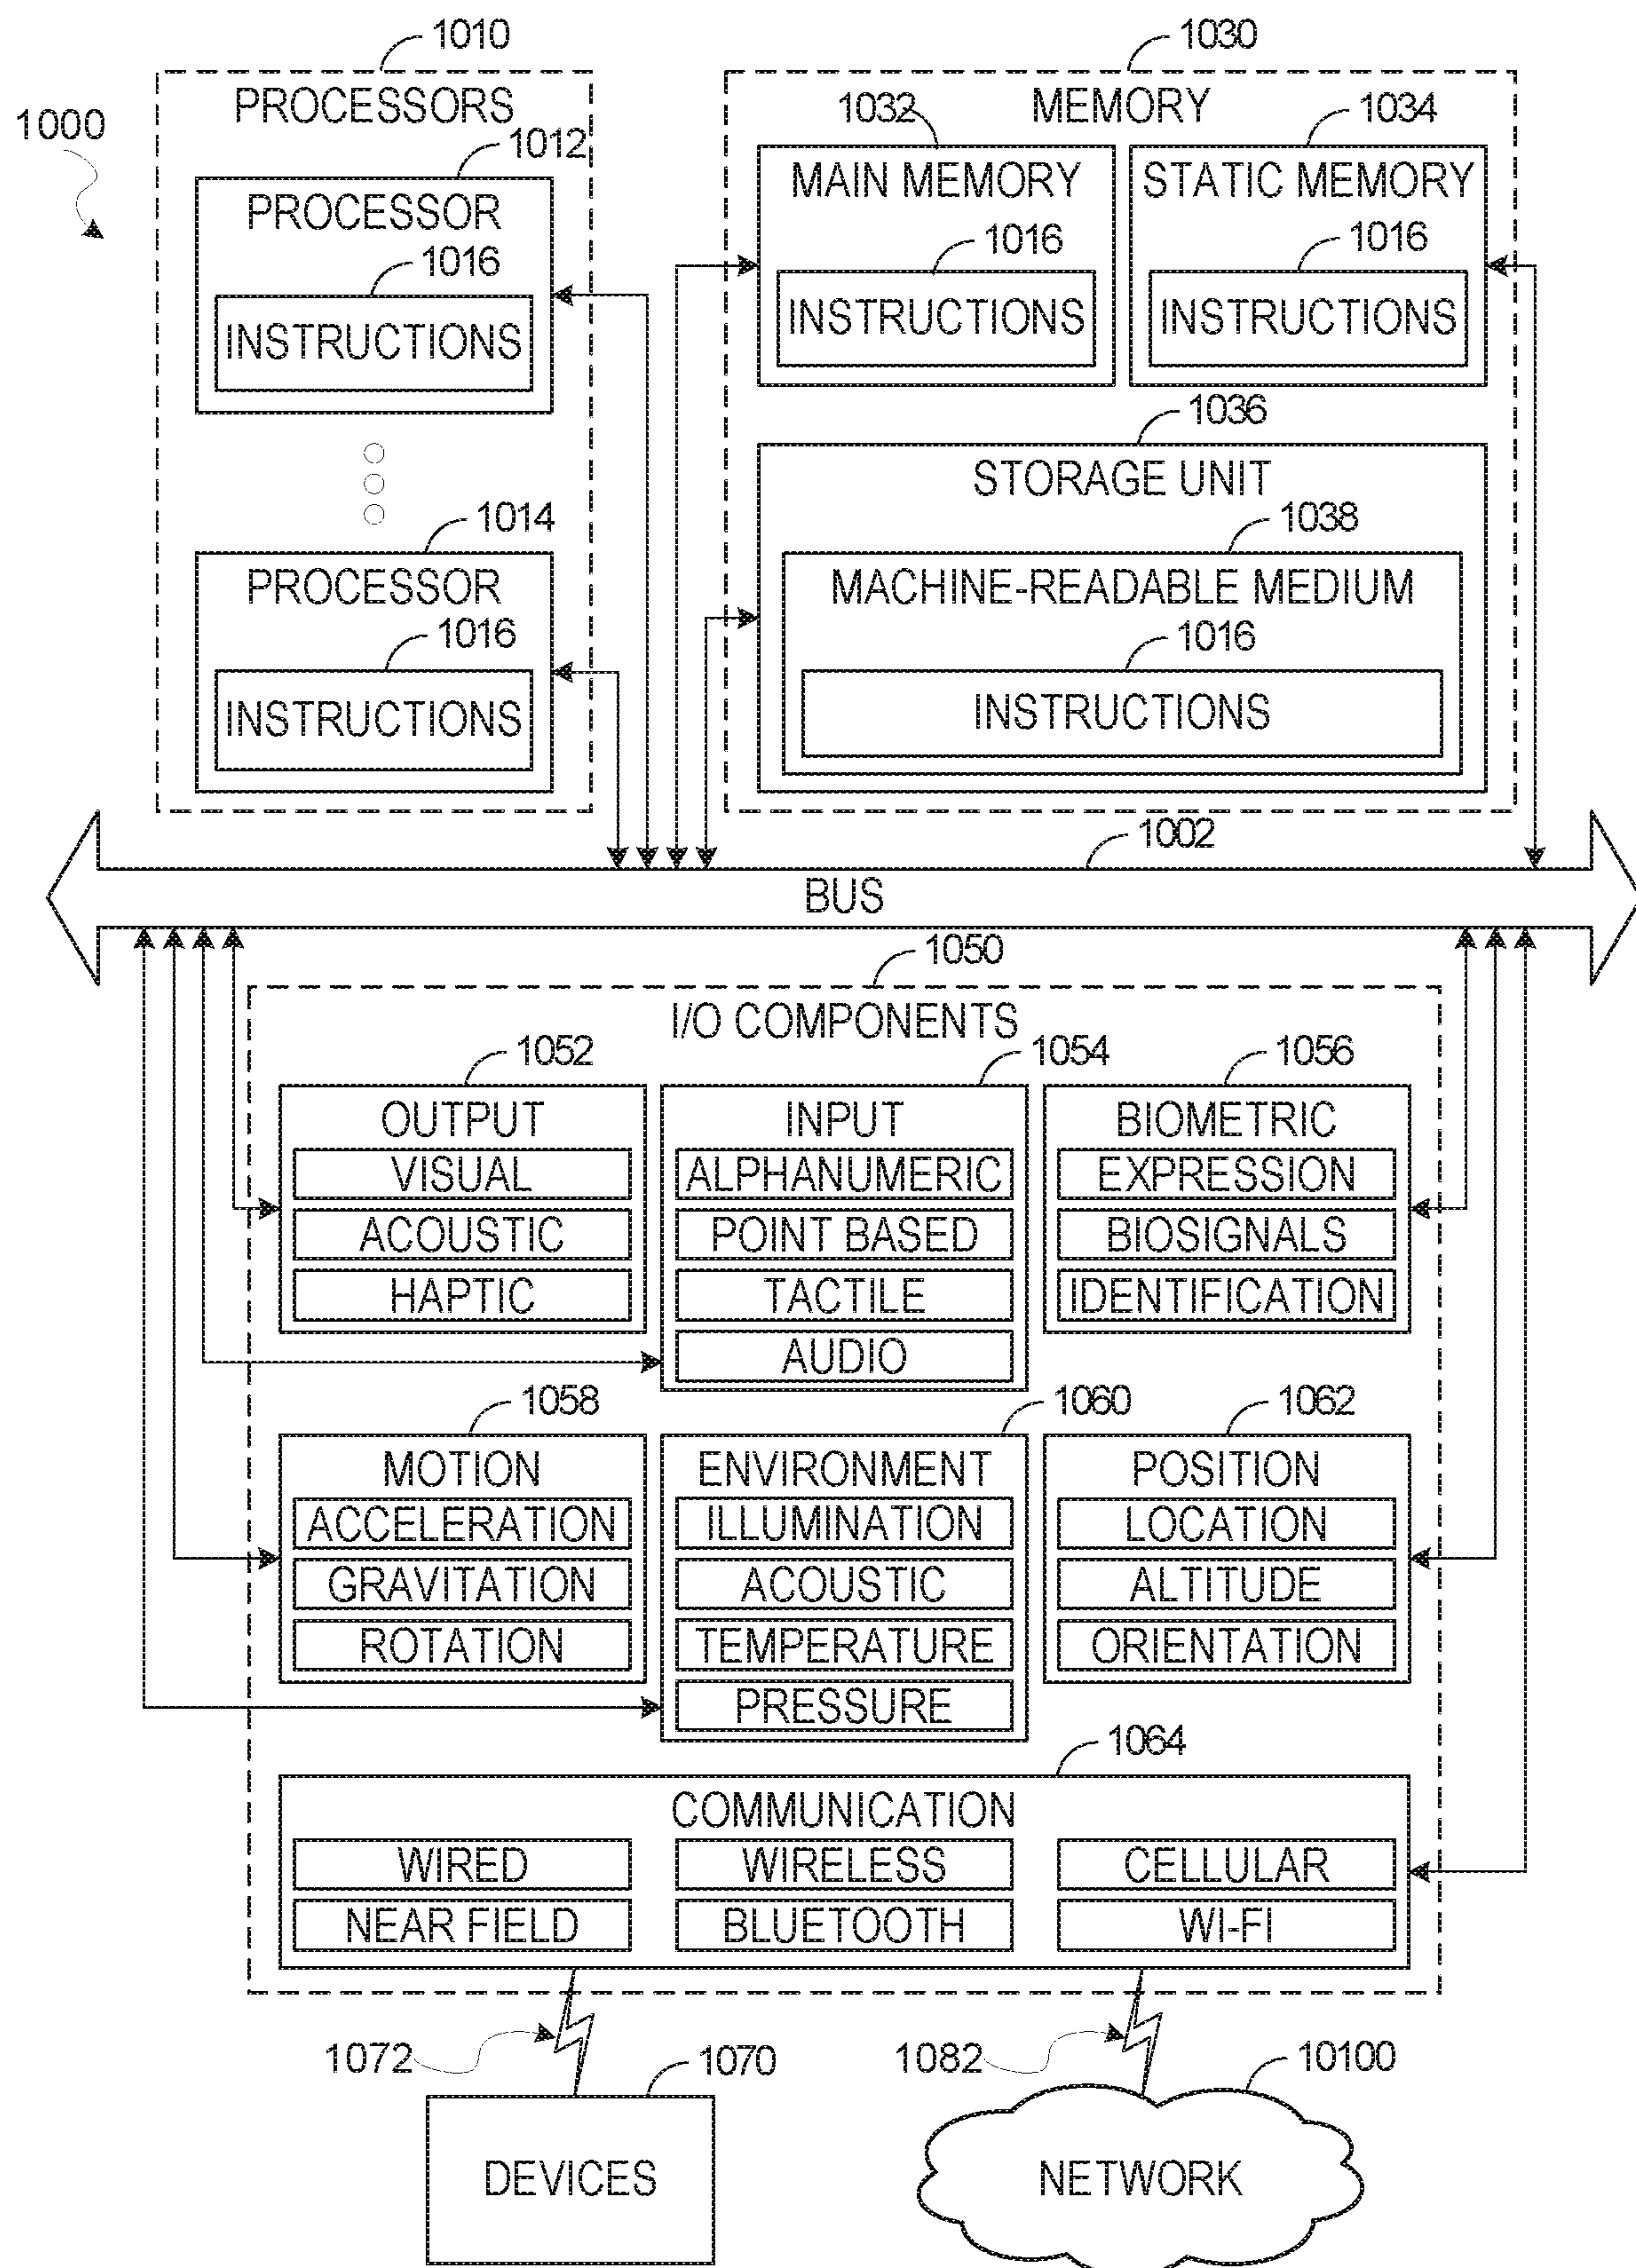 1000
1010
PROCESSORS
1012
PROCESSOR
1016
INSTRUCTIONS
1014
PROCESSOR
1016
INSTRUCTIONS
1030
MEMORY
1032
MAIN MEMORY
1016
INSTRUCTIONS
1034
STATIC MEMORY
1016
INSTRUCTIONS
1036
STORAGE UNIT
1038
MACHINE-READABLE MEDIUM
1016
INSTRUCTIONS
1002
BUS
1050
I/O COMPONENTS
1052
OUTPUT
VISUAL
ACOUSTIC
HAPTIC
1054
INPUT
ALPHANUMERIC
POINT BASED
TACTILE
AUDIO
1056
BIOMETRIC
EXPRESSION
BIOSIGNALS
IDENTIFICATION
1058
MOTION
ACCELERATION
GRAVITATION
ROTATION
1060
ENVIRONMENT
ILLUMINATION
ACOUSTIC
TEMPERATURE
PRESSURE
1062
POSITION
LOCATION
ALTITUDE
ORIENTATION
1064
COMMUNICATION
WIRED
WIRELESS
CELLULAR
NEAR FIELD
BLUETOOTH
WI-FI
1072
1070
DEVICES
1082
10100
NETWORK